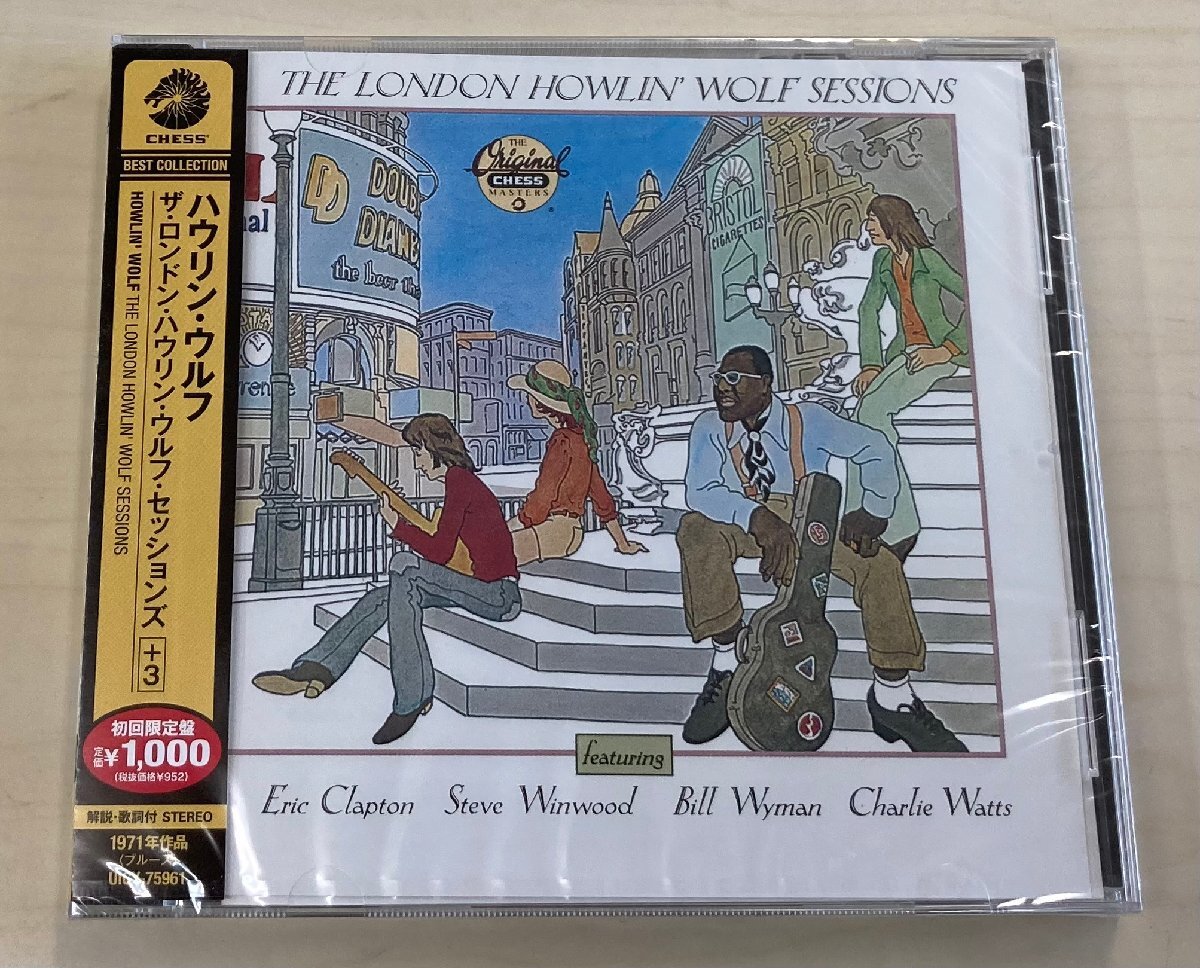 CHESS
BEST COLLECTION
ハウリン・ウルフ
ザ・ロンドン・ハウリン・ウルフ・セッションズ +3
HOWLIN' WOLF THE LONDON HOWLIN' WOLF SESSIONS
初回限定盤
定価 ¥1,000
(税抜価格¥952)
解説・歌詞付 STEREO
1971年作品
75961
THE LONDON HOWLIN' WOLF SESSIONS
THE
Original
CHESS
MASTERS
DD
the beer
BRISTOL
CIGARETTES
featuring
Eric Clapton Steve Winwood Bill Wyman Charlie Watts